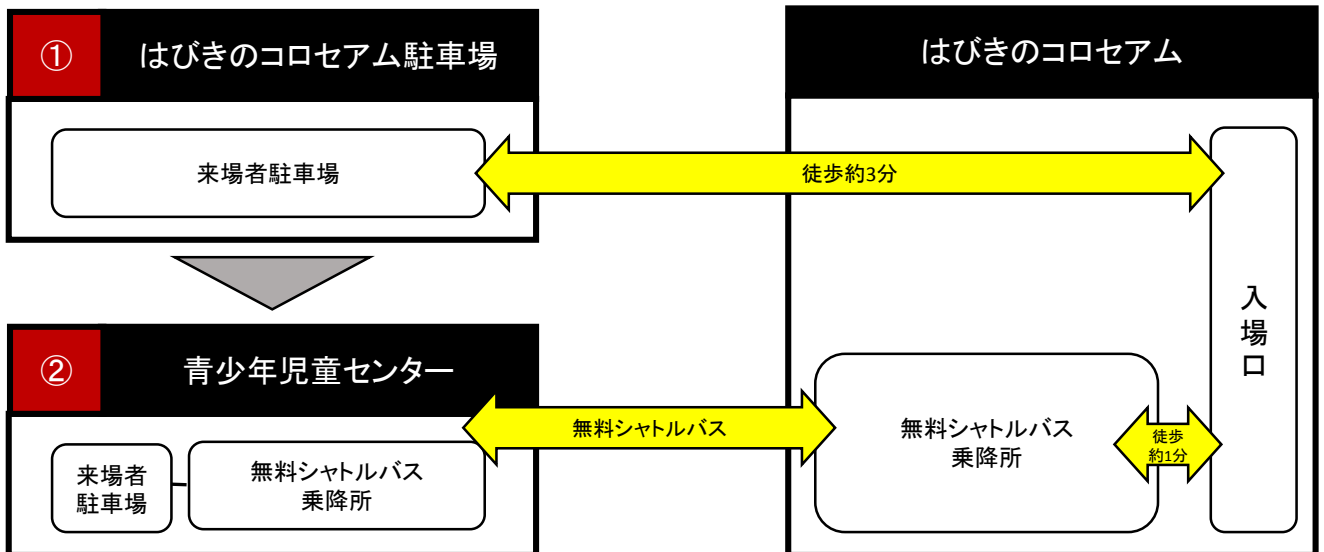 ① はびきのコロセアム駐車場
来場者駐車場
徒歩約3分
はびきのコロセアム
入
場
口
② 青少年児童センター
来場者
駐車場
無料シャトルバス
乗降所
無料シャトルバス
無料シャトルバス
乗降所
徒歩
約1分